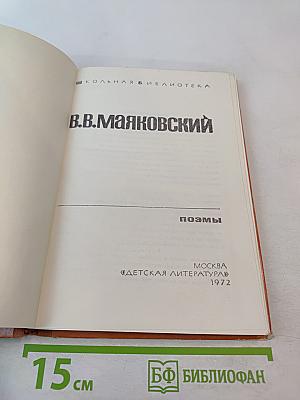 ШКОЛЬНАЯ БИБЛИОТЕКА
В.В.МАЯКОВСКИЙ
ПОЭМЫ
МОСКВА
«ДЕТСКАЯ ЛИТЕРАТУРА»
1972
15 см
БФ БИБЛИОФАН